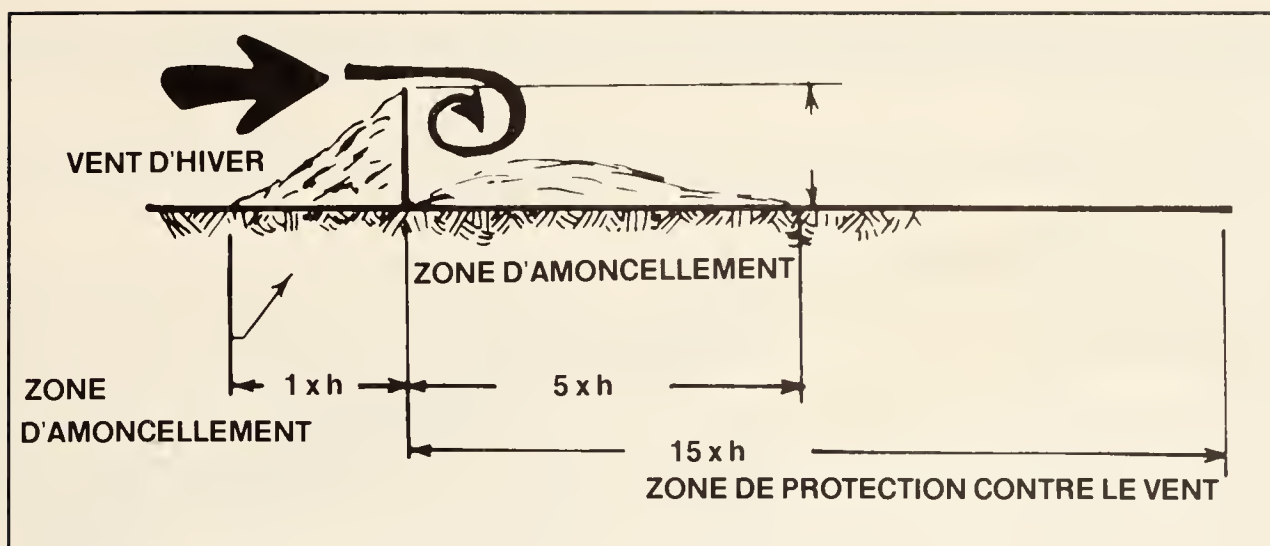 VENT D'HIVER
ZONE D'AMONCELLEMENT
ZONE
D'AMONCELLEMENT
1 x h
5 x h
15 x h
ZONE DE PROTECTION CONTRE LE VENT